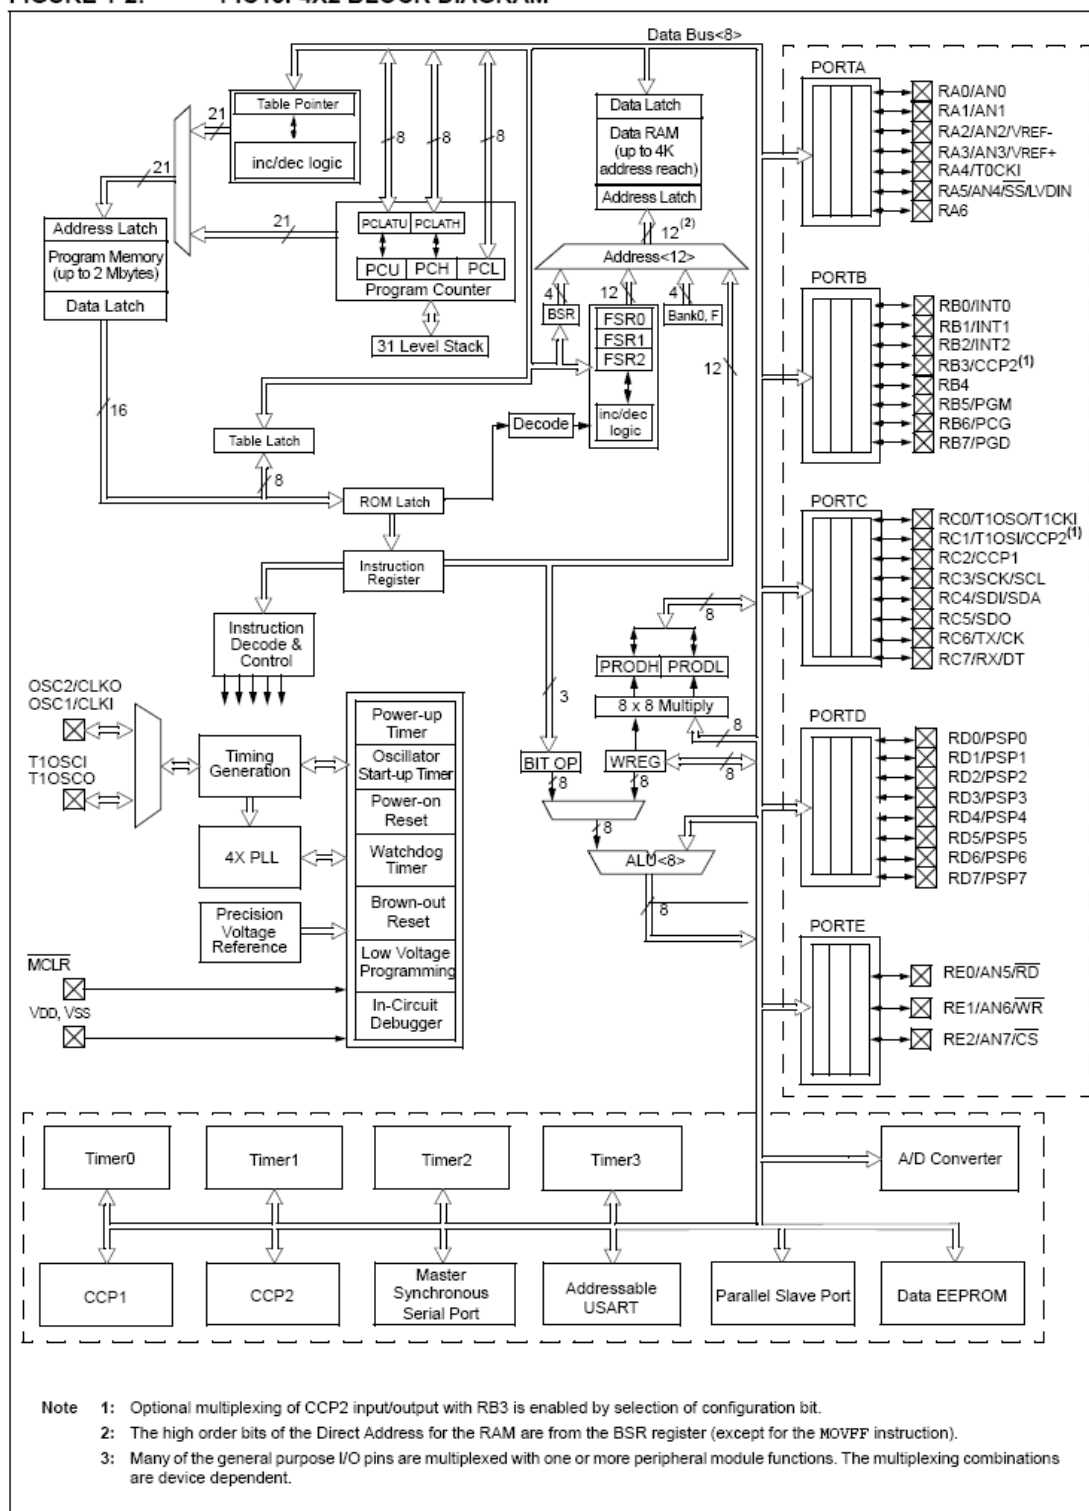 Data Bus<8>
21
Table Pointer
inc/dec logic
21
8
8
8
Data Latch
Data RAM
(up to 4K
address reach)
Address Latch
12(2)
Address<12>
Address Latch
Program Memory
(up to 2 Mbytes)
Data Latch
21
PCLATU
PCLATH
PCU
PCH
PCL
Program Counter
31 Level Stack
4
12
4
BSR
FSR0
FSR1
FSR2
inc/dec
logic
Bank0, F
12
16
Table Latch
8
Decode
ROM Latch
Instruction
Register
Instruction
Decode &
Control
8
PRODH
PRODL
8 x 8 Multiply
3
8
BIT OP
WREG
8
8
8
8
ALU<8>
8
OSC2/CLKO
OSC1/CLKI
T1OSCI
T1OSCO
Timing
Generation
4X PLL
Precision
Voltage
Reference
MCLR
VDD, VSS
Power-up
Timer
Oscillator
Start-up Timer
Power-on
Reset
Watchdog
Timer
Brown-out
Reset
Low Voltage
Programming
In-Circuit
Debugger
PORTA
RA0/AN0
RA1/AN1
RA2/AN2/VREF-
RA3/AN3/VREF+
RA4/T0CKI
RA5/AN4/SS/LVDIN
RA6
PORTB
RB0/INT0
RB1/INT1
RB2/INT2
RB3/CCP2(1)
RB4
RB5/PGM
RB6/PCG
RB7/PGD
PORTC
RC0/T1OSO/T1CKI
RC1/T1OSI/CCP2(1)
RC2/CCP1
RC3/SCK/SCL
RC4/SDI/SDA
RC5/SDO
RC6/TX/CK
RC7/RX/DT
PORTD
RD0/PSP0
RD1/PSP1
RD2/PSP2
RD3/PSP3
RD4/PSP4
RD5/PSP5
RD6/PSP6
RD7/PSP7
PORTE
RE0/AN5/RD
RE1/AN6/WR
RE2/AN7/CS
Timer0
Timer1
Timer2
Timer3
A/D Converter
CCP1
CCP2
Master
Synchronous
Serial Port
Addressable
USART
Parallel Slave Port
Data EEPROM
Note 1: Optional multiplexing of CCP2 input/output with RB3 is enabled by selection of configuration bit.
2: The high order bits of the Direct Address for the RAM are from the BSR register (except for the MOVFF instruction).
3: Many of the general purpose I/O pins are multiplexed with one or more peripheral module functions. The multiplexing combinations
are device dependent.